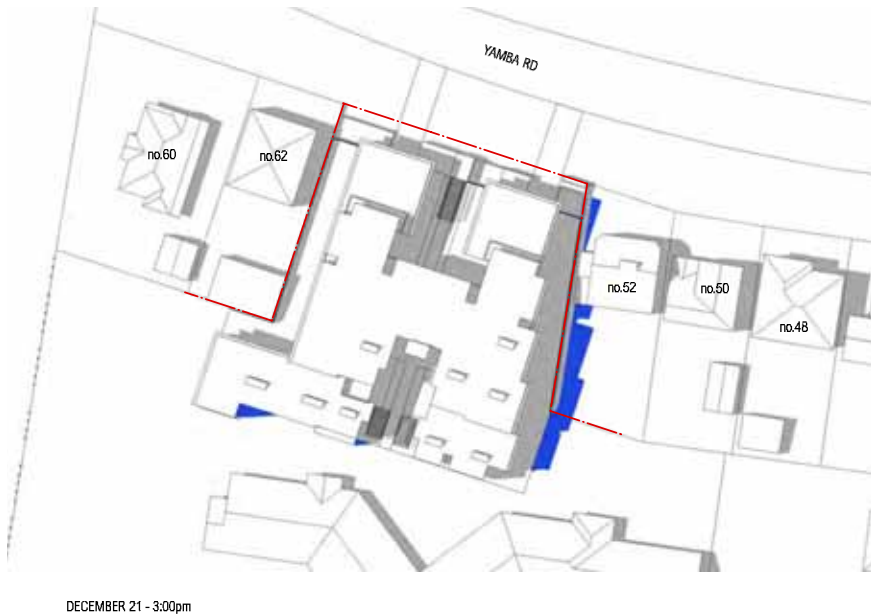 YAMBA RD
no.60
no.62
no.52
no.50
no.48
DECEMBER 21 - 3:00pm